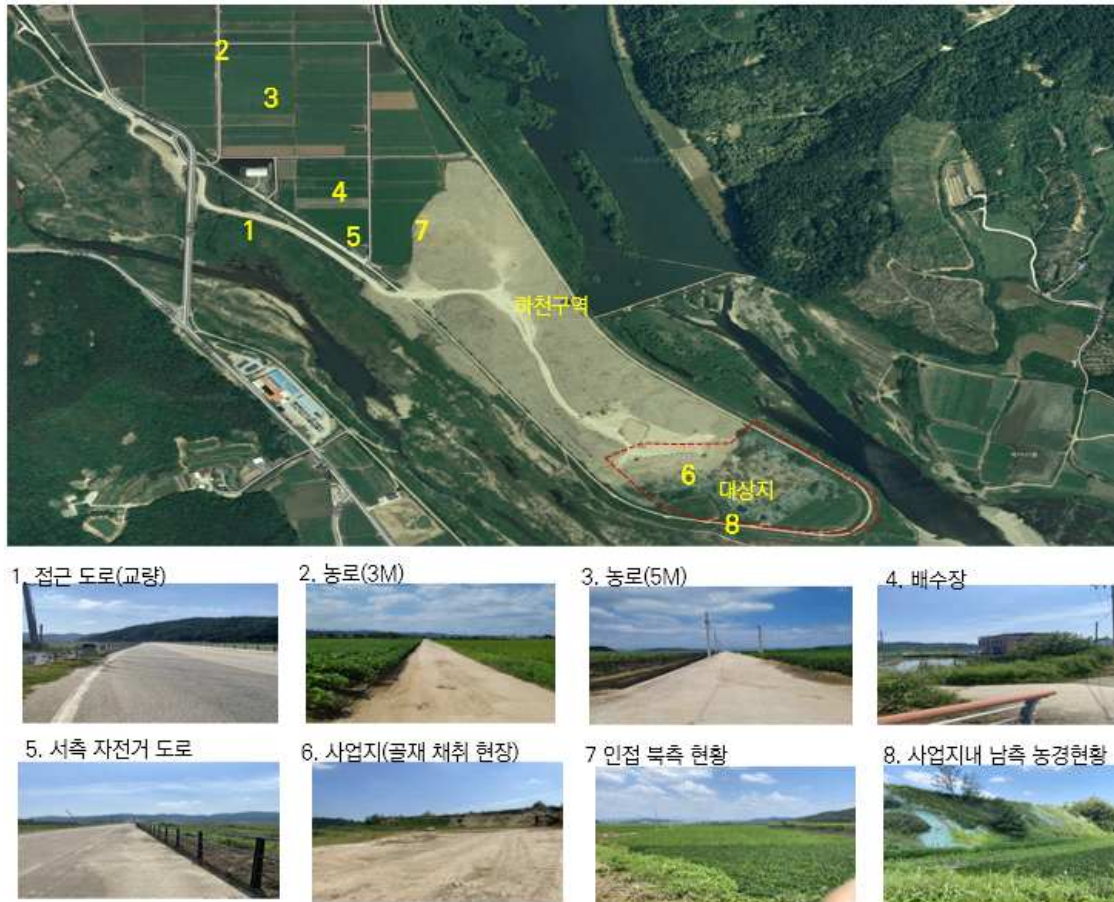 2
3
4
1
5
7
하천구역
6
대상지
8
1. 접근 도로(교량)
2. 농로(3M)
3. 농로(5M)
4. 배수장
5. 서측 자전거 도로
6. 사업지(골재 채취 현장)
7 인접 북측 현황
8. 사업지내 남측 농경현황